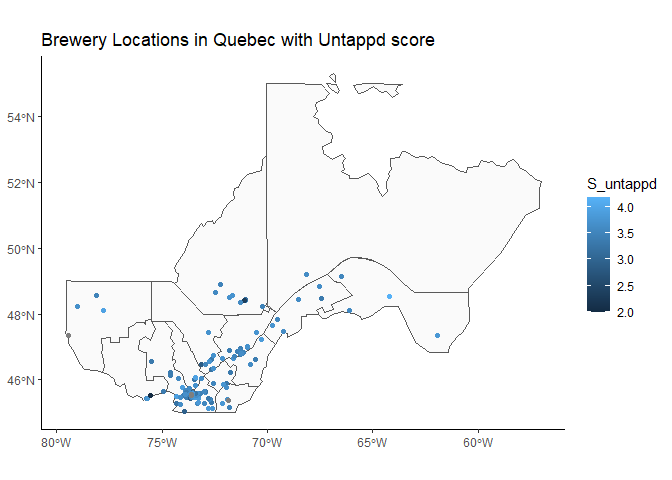 Brewery Locations in Quebec with Untappd score
54°N
52°N
50°N
48°N
46°N
80°W
75°W
70°W
65°W
60°W
S_untappd
4.0
3.5
3.0
2.5
2.0